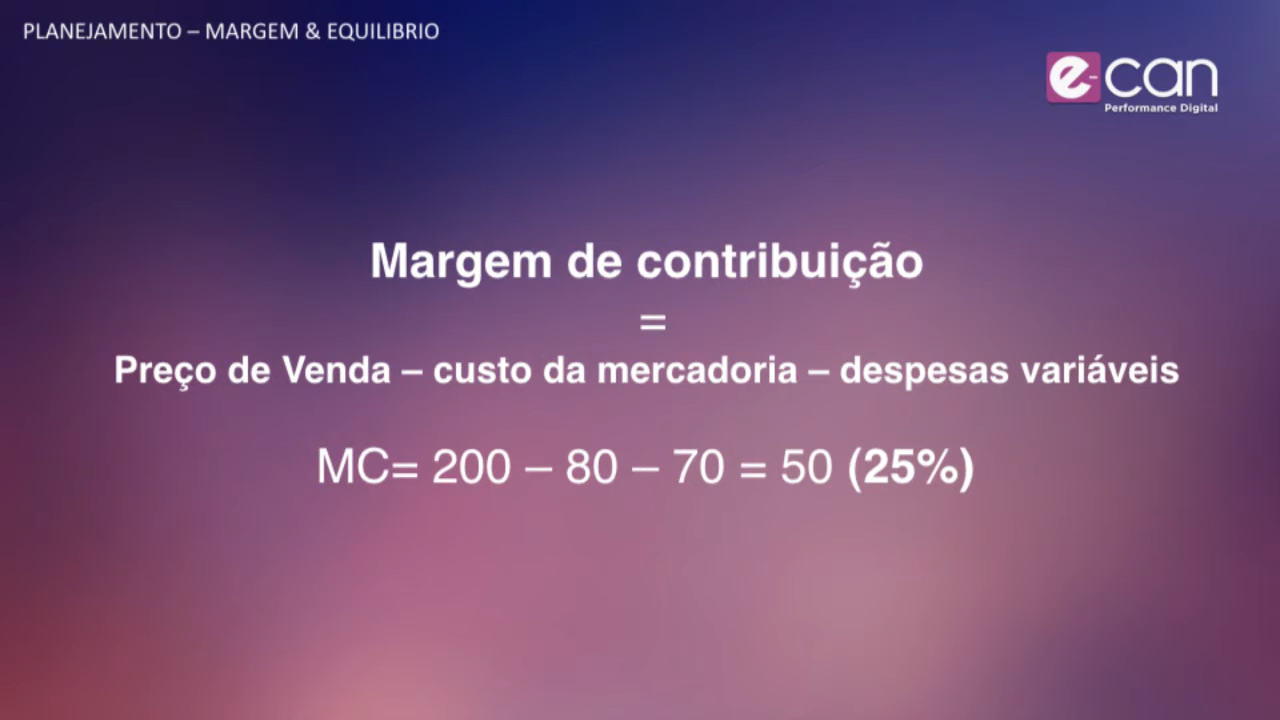 PLANEJAMENTO – MARGEM & EQUILIBRIO
e-can
Performance Digital
Margem de contribuição
=
Preço de Venda – custo da mercadoria – despesas variáveis
MC= 200 – 80 – 70 = 50 (25%)